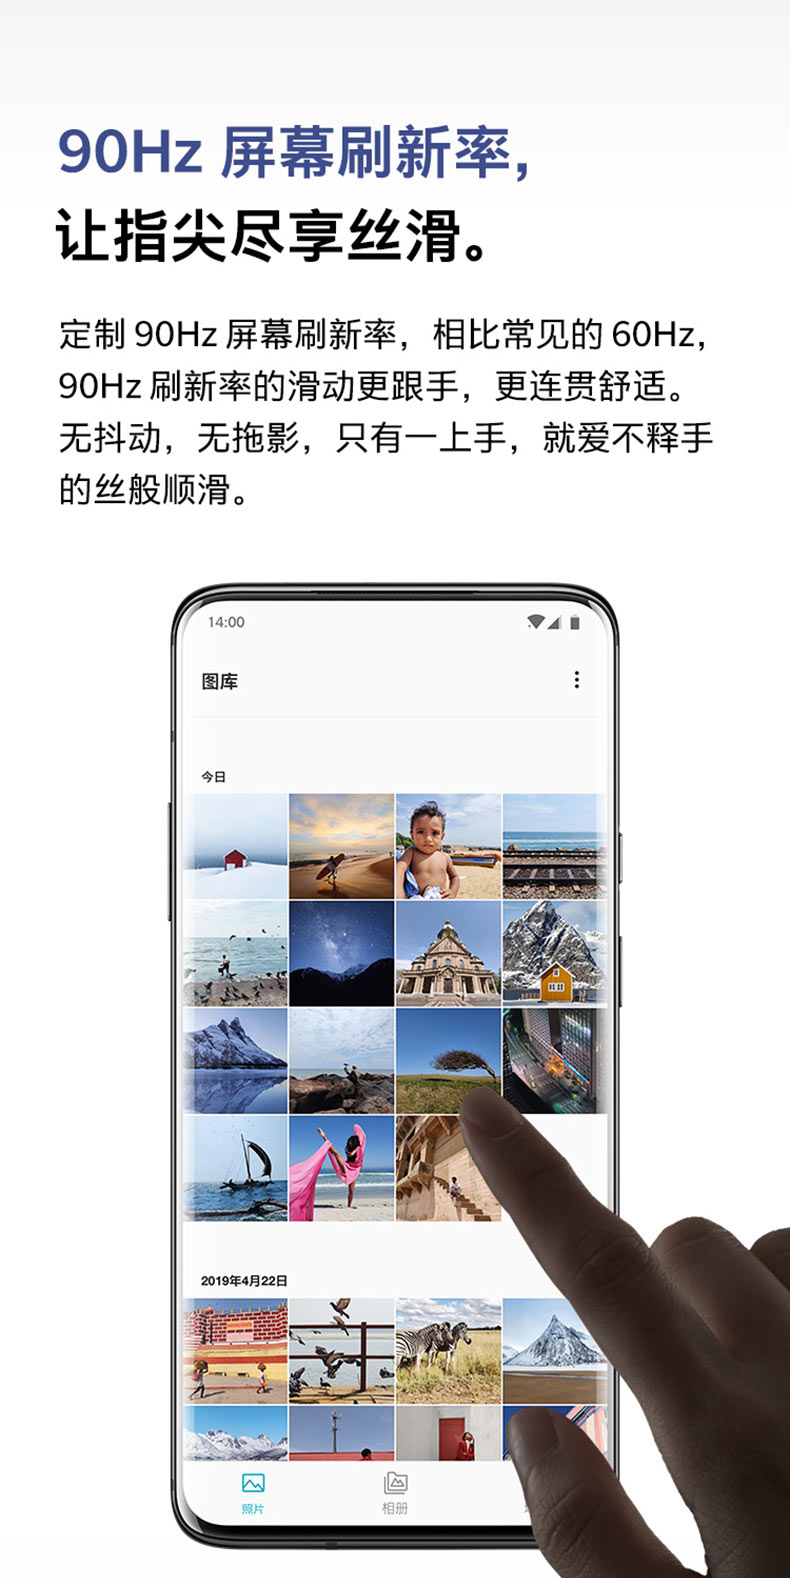 90Hz 屏幕刷新率，
让指尖尽享丝滑。
定制 90Hz 屏幕刷新率，相比常见的 60Hz，
90Hz 刷新率的滑动更跟手，更连贯舒适。
无抖动，无拖影，只有一上手，就爱不释手
的丝般顺滑。
14:00
图库
今日
2019年4月22日
照片
相册